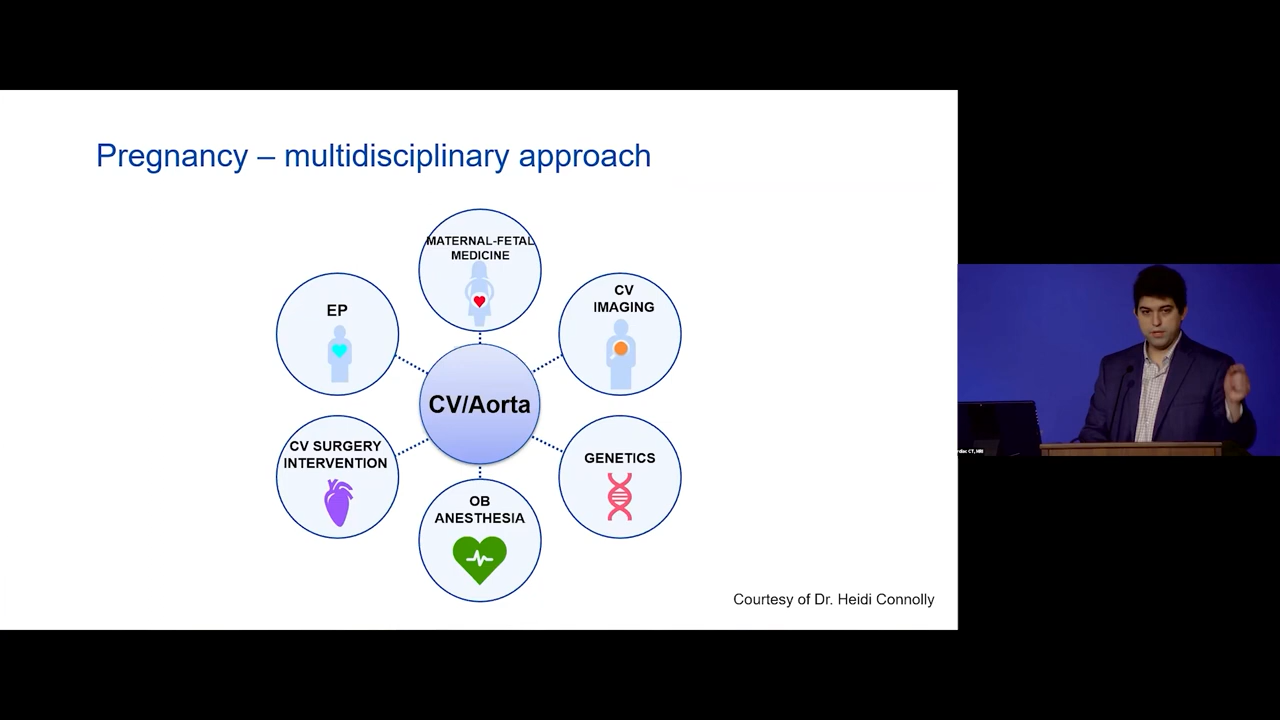 Pregnancy – multidisciplinary approach
MATERNAL-FETAL
MEDICINE
EP
CV
IMAGING
CV/Aorta
CV SURGERY
INTERVENTION
GENETICS
OB
ANESTHESIA
Courtesy of Dr. Heidi Connolly